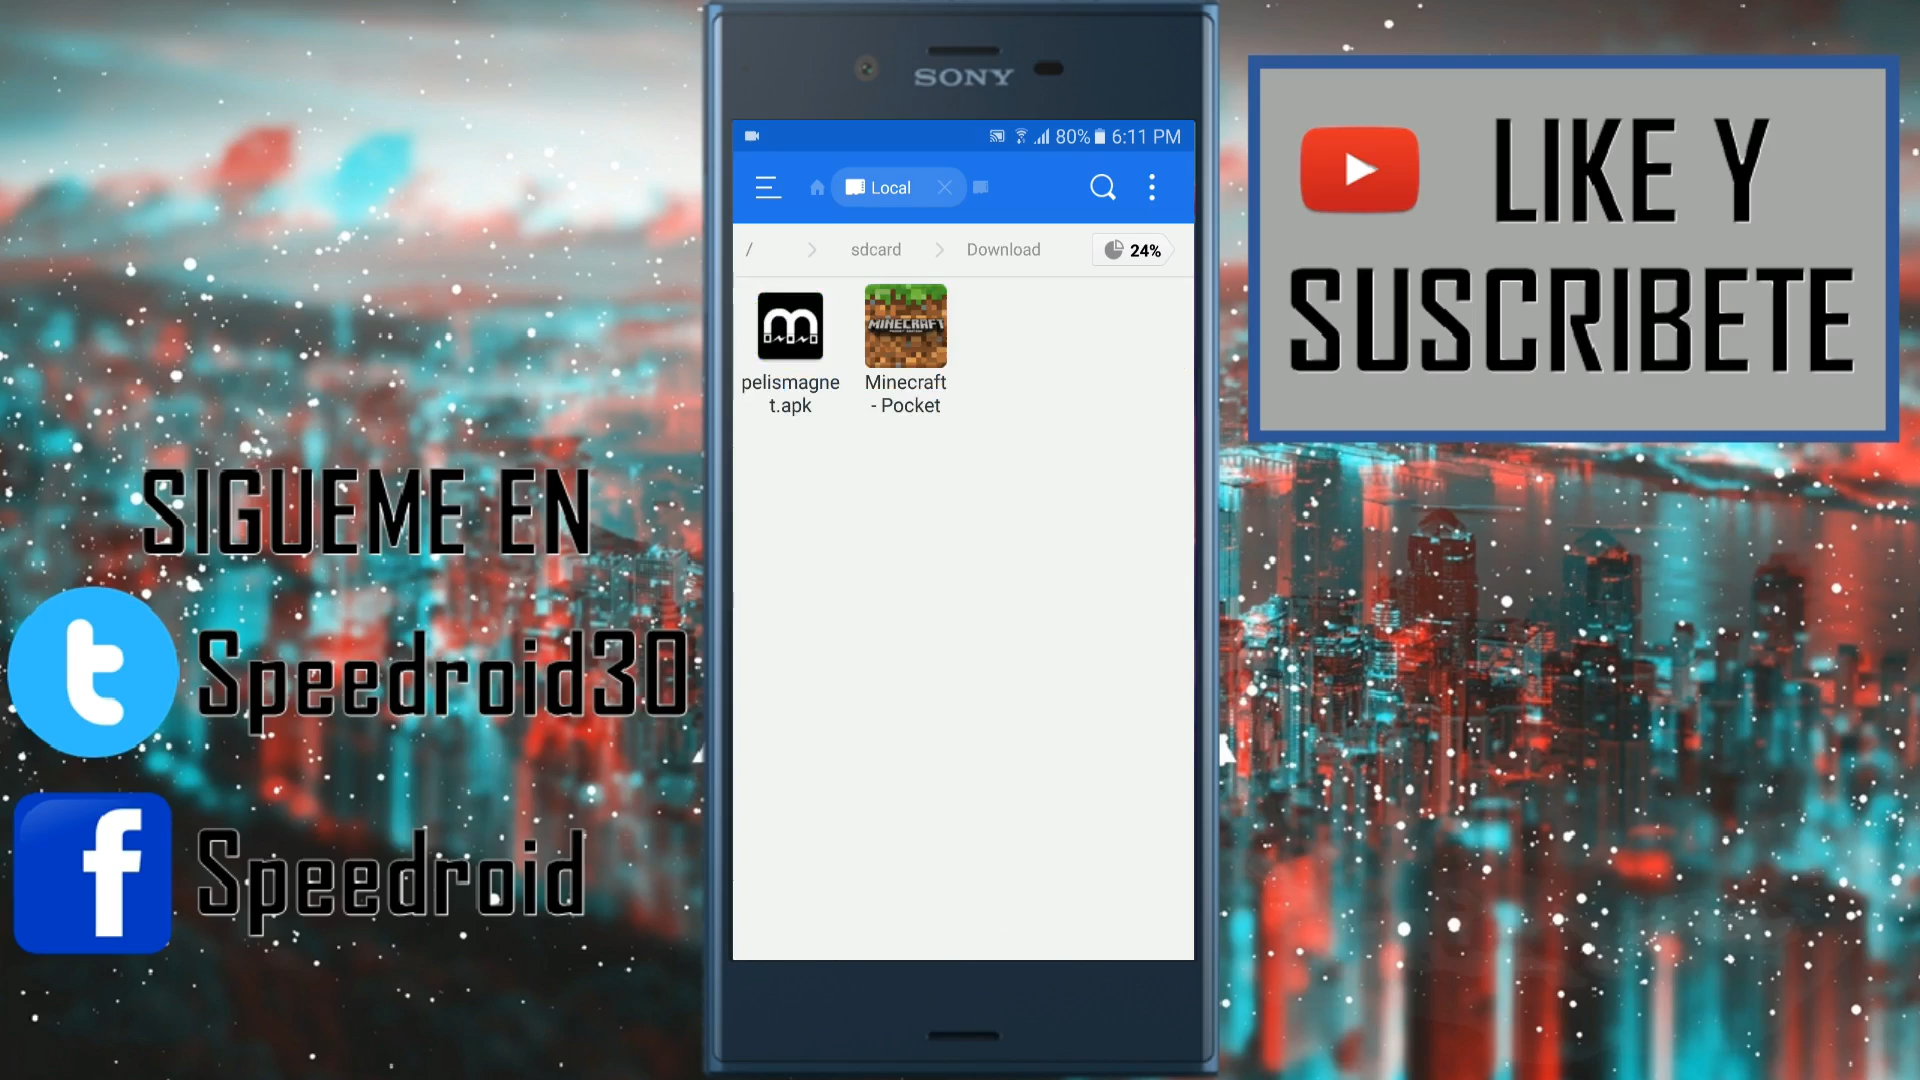 SONY
80% 6:11 PM
Local
/ sdcard Download 24%
MINECRAFT
pelismagne
t.apk
Minecraft
- Pocket
LIKE Y
SUSCRIBETE
SIGUEME EN
Speedroid30
Speedroid